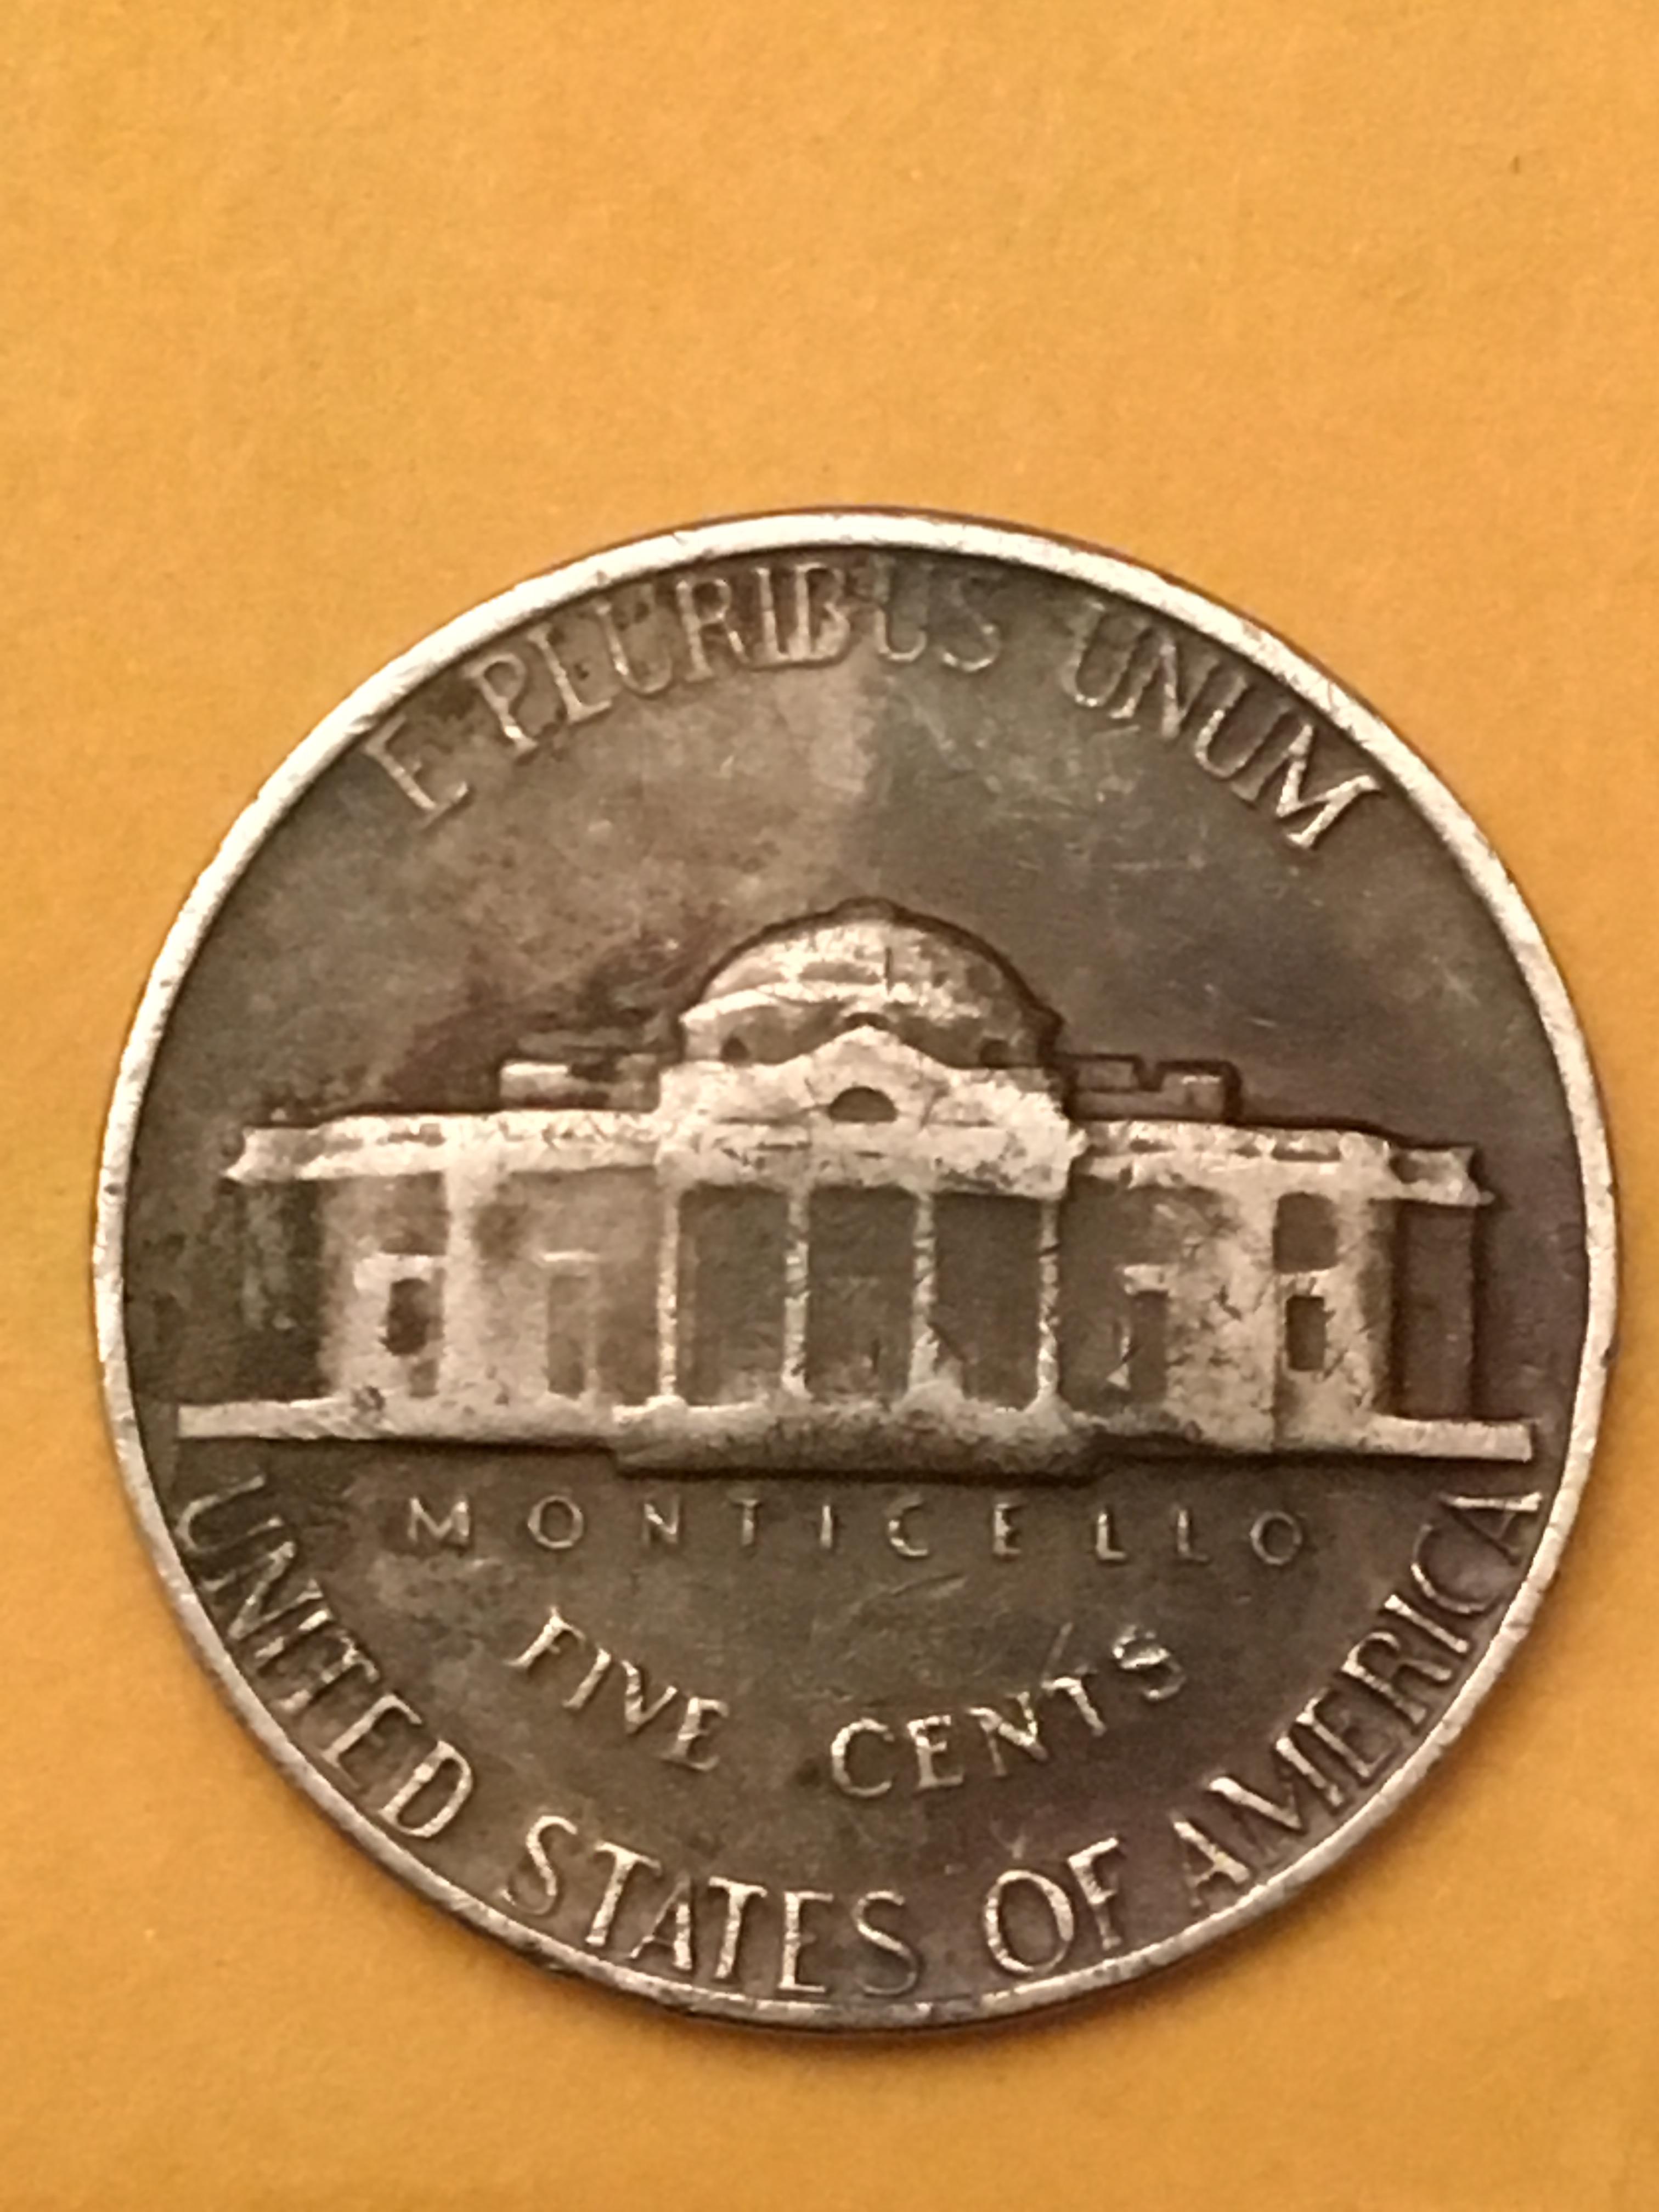 E PLURIBUS UNUM
MONTICELLO
FIVE CENTS
UNITED STATES OF AMERICA